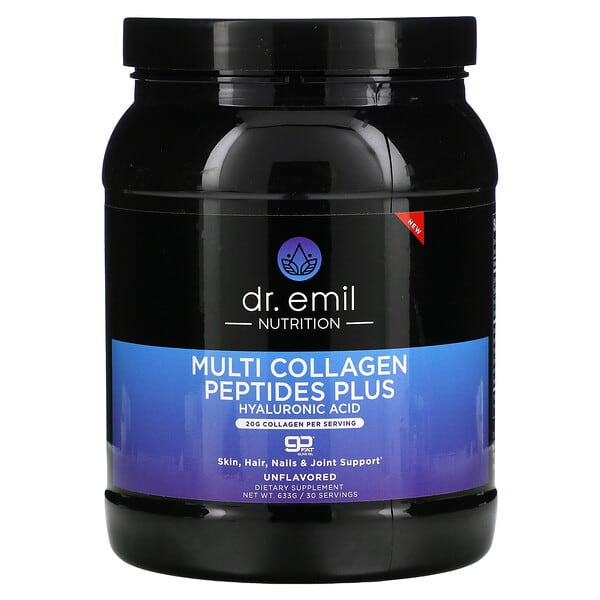 NEW
dr. emil
NUTRITION
MULTI COLLAGEN
PEPTIDES PLUS
HYALURONIC ACID
20G COLLAGEN PER SERVING
Skin, Hair, Nails & Joint Support*
UNFLAVORED
DIETARY SUPPLEMENT
NET WT. 633G / 30 SERVINGS